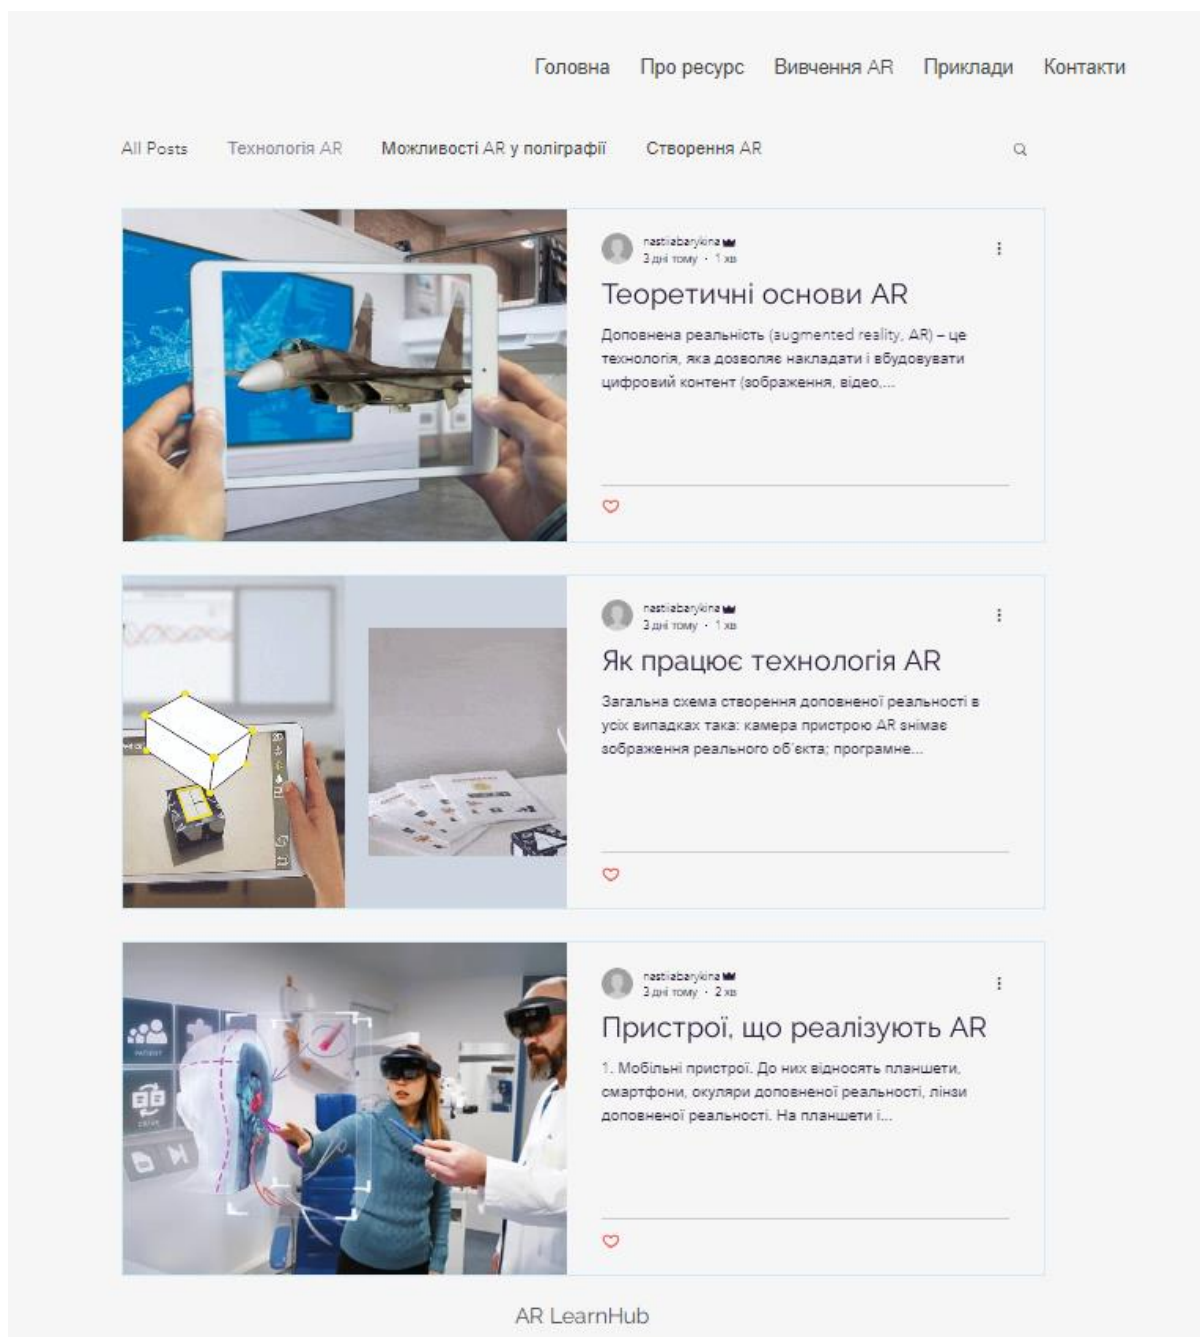 Головна Про ресурс Вивчення AR Приклади Контакти
All Posts Технологія AR Можливості AR у поліграфії Створення AR
nastiiabarykina
3 дні тому · 1 хв
Теоретичні основи AR
Доповнена реальність (augmented reality, AR) – це
технологія, яка дозволяє накладати і вбудовувати
цифровий контент (зображення, відео,...
nastiiabarykina
3 дні тому · 1 хв
Як працює технологія AR
Загальна схема створення доповненої реальності в
усіх випадках така: камера пристрою AR знімає
зображення реального об'єкта; програмне...
nastiiabarykina
3 дні тому · 2 хв
Пристрої, що реалізують AR
1. Мобільні пристрої. До них відносять планшети,
смартфони, окуляри доповненої реальності, лінзи
доповненої реальності. На планшети і...
PATIENT
AR LearnHub